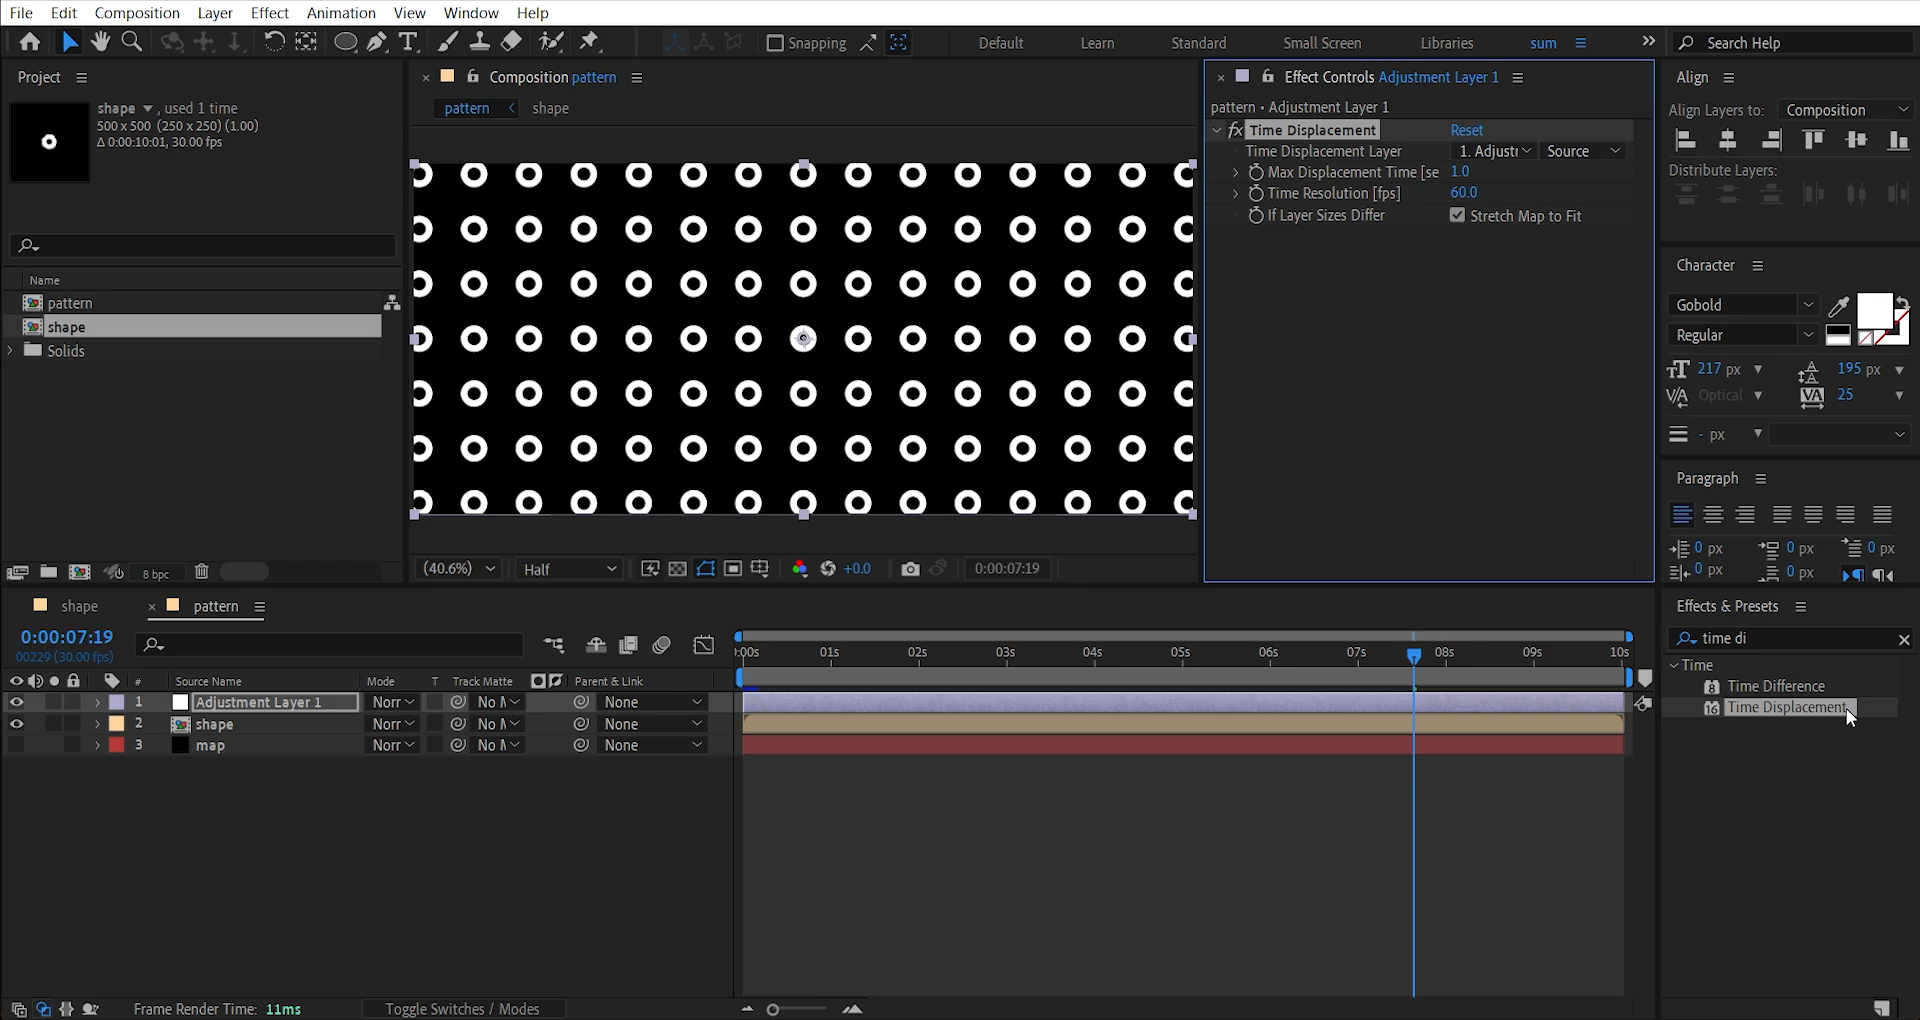 File Edit Composition Layer Effect Animation View Window Help
Snapping Default Learn Standard Small Screen Libraries sum Search Help
Project
shape , used 1 time
500 x 500 (250 x 250) (1.00)
Δ 0:00:10:01, 30.00 fps
Name
pattern
shape
Solids
8 bpc
Composition pattern
pattern shape
(40.6%) Half +0.0 0:00:07:19
Effect Controls Adjustment Layer 1
pattern • Adjustment Layer 1
fx Time Displacement Reset
Time Displacement Layer 1. Adjustr Source
Max Displacement Time [se 1.0
Time Resolution [fps] 60.0
If Layer Sizes Differ Stretch Map to Fit
Align
Align Layers to: Composition
Distribute Layers:
Character
Gobold
Regular
217 px 195 px
Optical 25
- px
Paragraph
0 px 0 px 0 px
0 px 0 px
shape pattern
0:00:07:19
00229 (30.00 fps)
):00s 01s 02s 03s 04s 05s 06s 07s 08s 09s 10s
# Source Name Mode T Track Matte Parent & Link
1 Adjustment Layer 1 Norr No M None
2 shape Norr No M None
3 map Norr No M None
Frame Render Time: 11ms Toggle Switches / Modes
Effects & Presets
time di
Time
8 Time Difference
16 Time Displacement